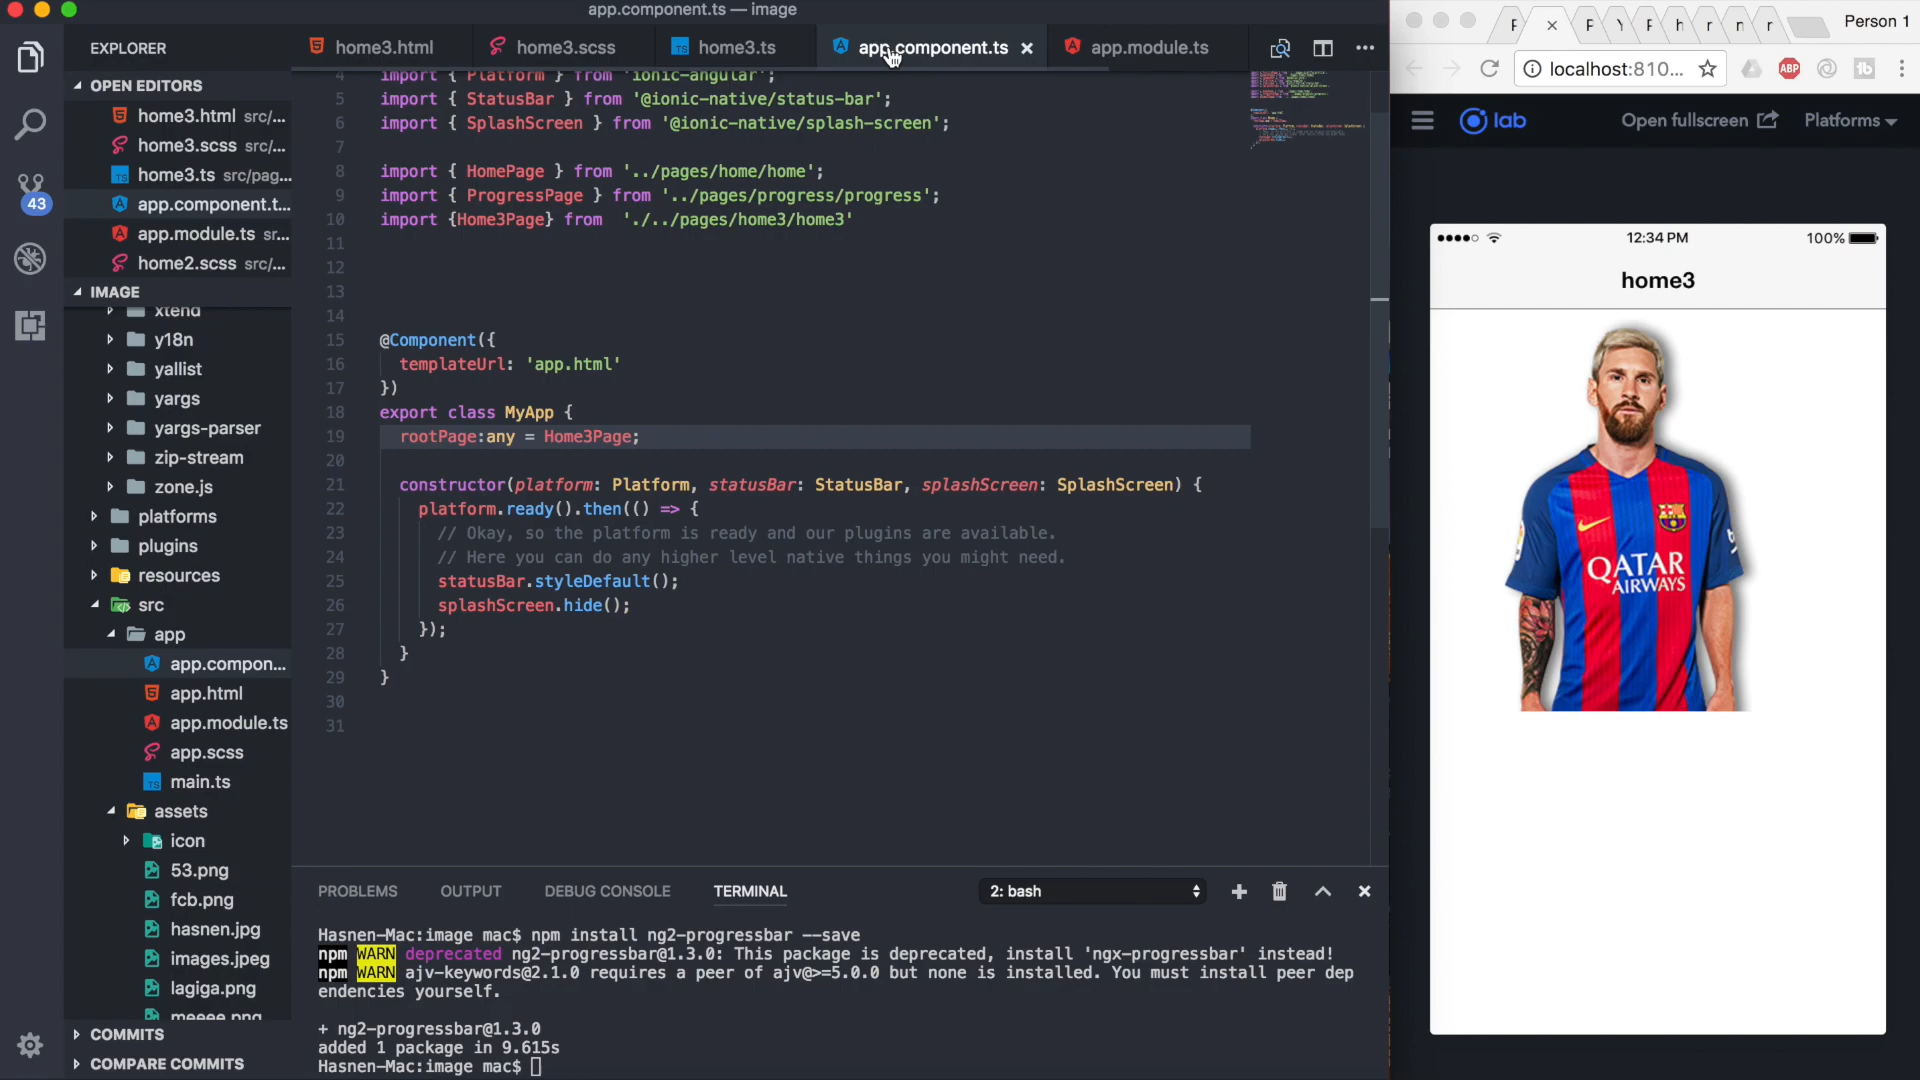 app.component.ts — image
EXPLORER
OPEN EDITORS
home3.html src/...
home3.scss src/...
home3.ts src/pag...
app.component.t...
app.module.ts sr...
home2.scss src/...
43
IMAGE
xtend
y18n
yallist
yargs
yargs-parser
zip-stream
zone.js
platforms
plugins
resources
src
app
app.compon...
app.html
app.module.ts
app.scss
main.ts
assets
icon
53.png
fcb.png
hasnen.jpg
images.jpeg
lagiga.png
meeee.png
COMMITS
COMPARE COMMITS
home3.html
home3.scss
home3.ts
app.component.ts
app.module.ts
4 import { Platform } from 'ionic-angular';
5 import { StatusBar } from '@ionic-native/status-bar';
6 import { SplashScreen } from '@ionic-native/splash-screen';
7
8 import { HomePage } from '../pages/home/home';
9 import { ProgressPage } from '../pages/progress/progress';
10 import {Home3Page} from './../pages/home3/home3'
11
12
13
14
15 @Component({
16 templateUrl: 'app.html'
17 })
18 export class MyApp {
19 rootPage:any = Home3Page;
20
21 constructor(platform: Platform, statusBar: StatusBar, splashScreen: SplashScreen) {
22 platform.ready().then(() => {
23 // Okay, so the platform is ready and our plugins are available.
24 // Here you can do any higher level native things you might need.
25 statusBar.styleDefault();
26 splashScreen.hide();
27 });
28 }
29 }
30
31
PROBLEMS OUTPUT DEBUG CONSOLE TERMINAL
2: bash
Hasnen-Mac:image mac$ npm install ng2-progressbar --save
npm WARN deprecated ng2-progressbar@1.3.0: This package is deprecated, install 'ngx-progressbar' instead!
npm WARN ajv-keywords@2.1.0 requires a peer of ajv@>=5.0.0 but none is installed. You must install peer dep
endencies yourself.
+ ng2-progressbar@1.3.0
added 1 package in 9.615s
Hasnen-Mac:image mac$
Person 1
localhost:810...
ABP
lab
Open fullscreen
Platforms
12:34 PM
100%
home3
QATAR
AIRWAYS